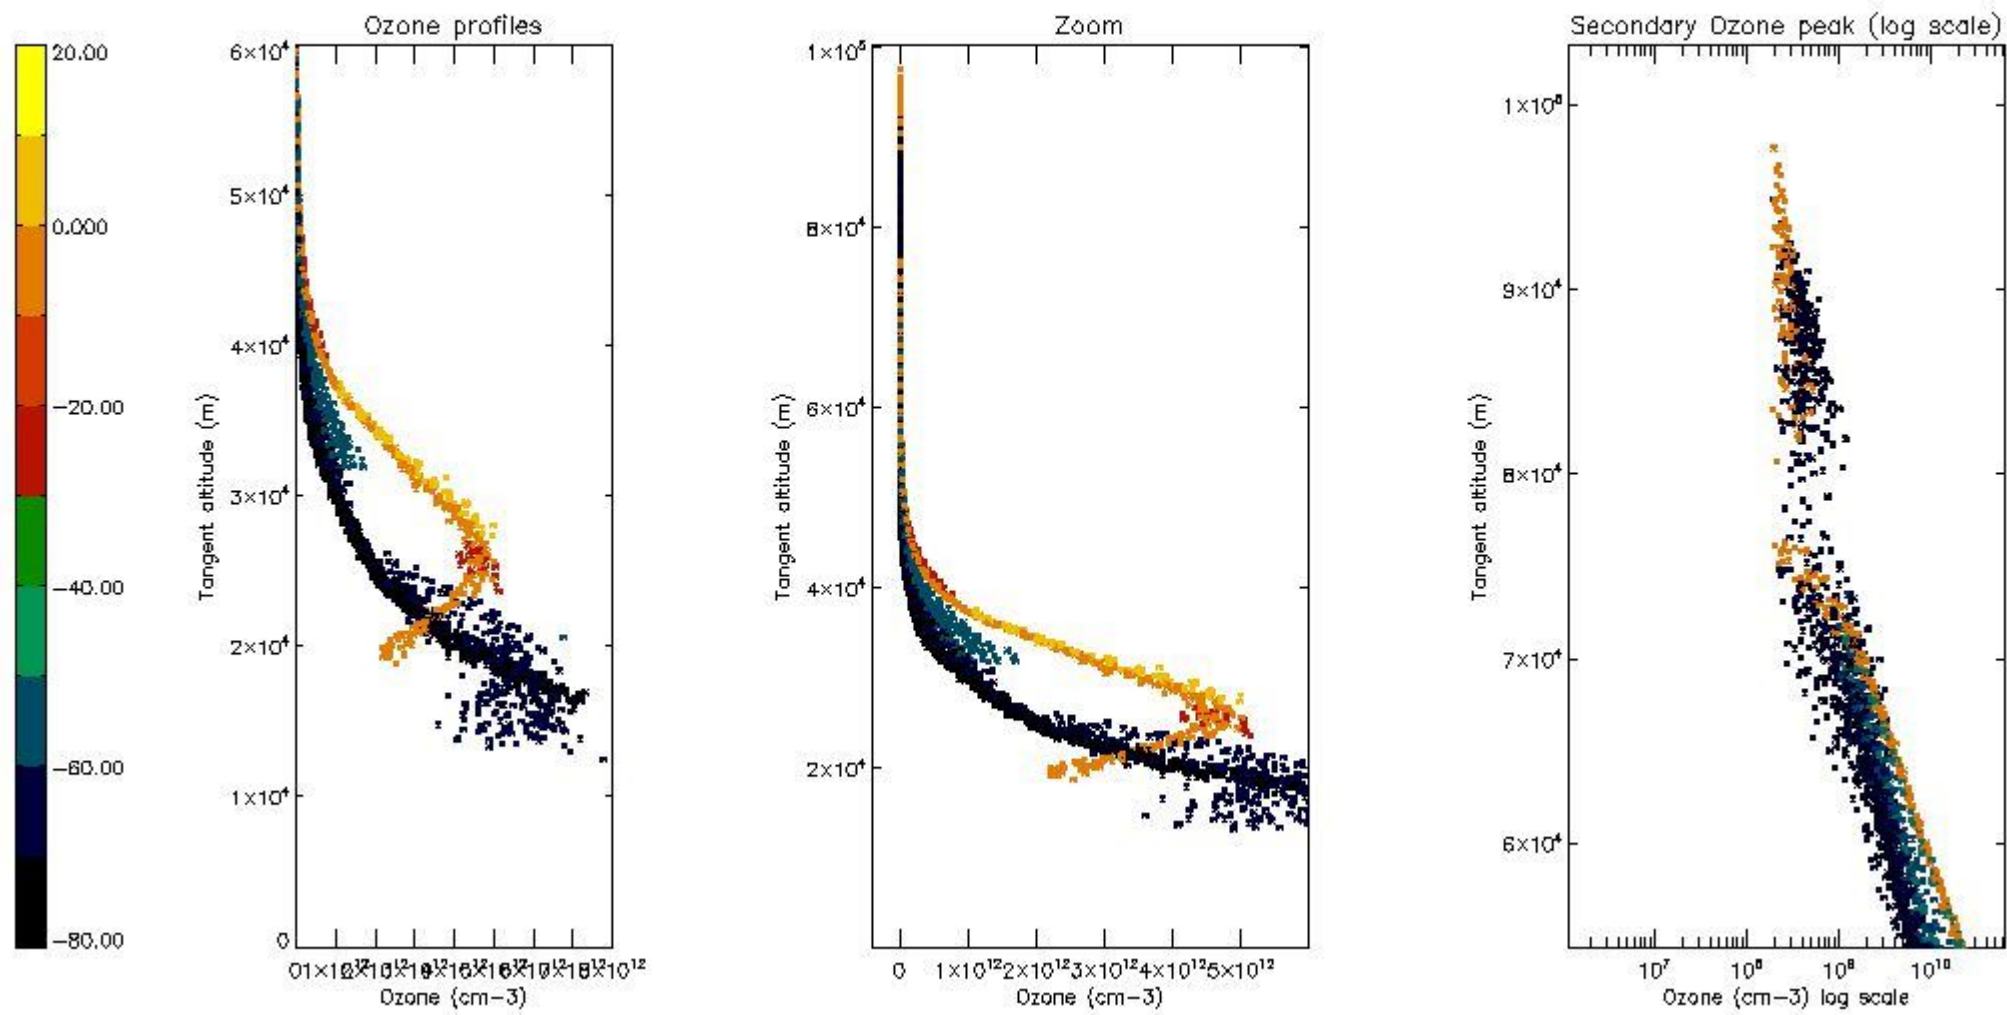 Ozone profiles
Zoom
Secondary Ozone peak (log scale)
20.00
0.000
−20.00
−40.00
−60.00
−80.00
6×10⁴
5×10⁴
4×10⁴
3×10⁴
2×10⁴
1×10⁴
0
Tangent altitude (m)
Ozone (cm−3)
1×10⁵
8×10⁴
6×10⁴
4×10⁴
2×10⁴
Tangent altitude (m)
0 1×10¹² 2×10¹² 3×10¹² 4×10¹² 5×10¹²
Ozone (cm−3)
9×10⁴
8×10⁴
7×10⁴
6×10⁴
Tangent altitude (m)
10⁷ 10⁸ 10⁹ 10¹⁰
Ozone (cm−3) log scale